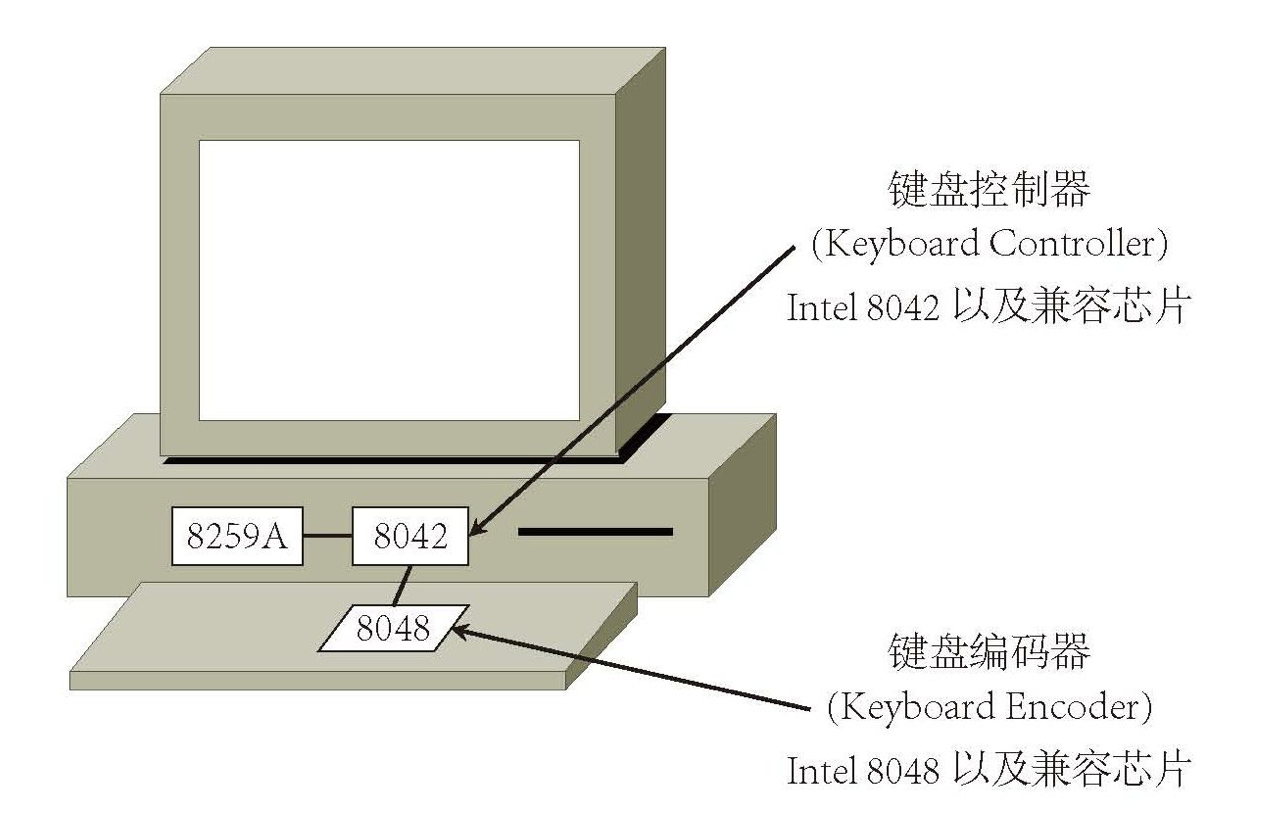 键盘控制器
(Keyboard Controller)
Intel 8042 以及兼容芯片
8259A
8042
8048
键盘编码器
(Keyboard Encoder)
Intel 8048 以及兼容芯片